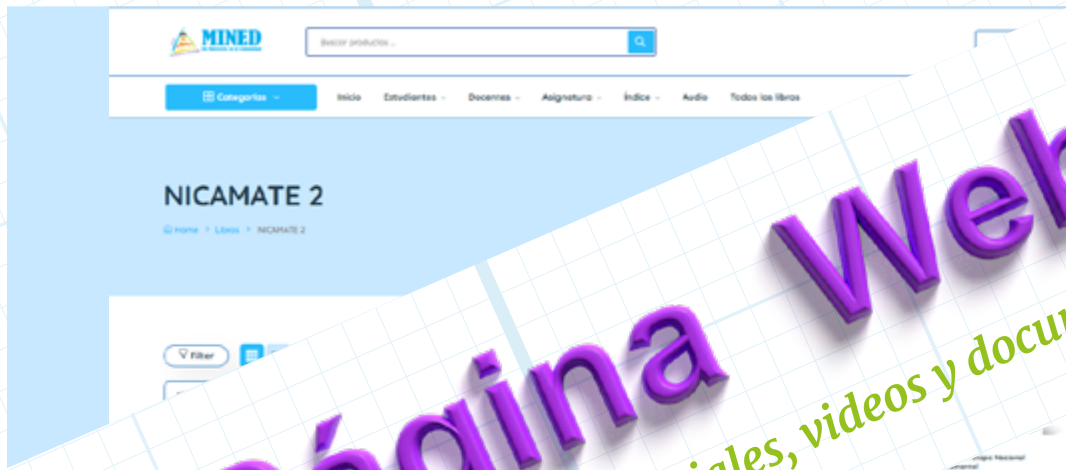 MINED
Buscar productos ...
Categorías
Inicio
Estudiantes
Docentes
Asignatura
Índice
Audio
Todos los libros
NICAMATE 2
Home > Libros > NICAMATE 2
Filter
Página Web
iales, videos y docu
Nacional